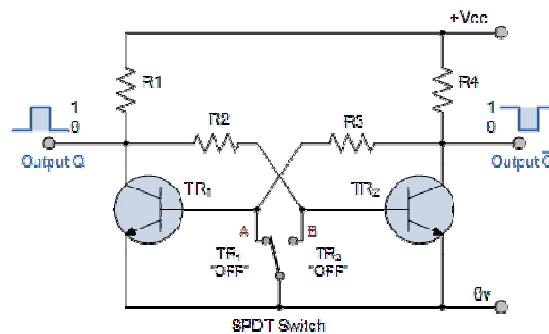 +Vcc
R1
R4
1
0
R2
R3
1
0
Output Q
Output Q
TR1
TR2
A
B
TR1
"OFF"
TR2
"OFF"
0v
SPDT Switch